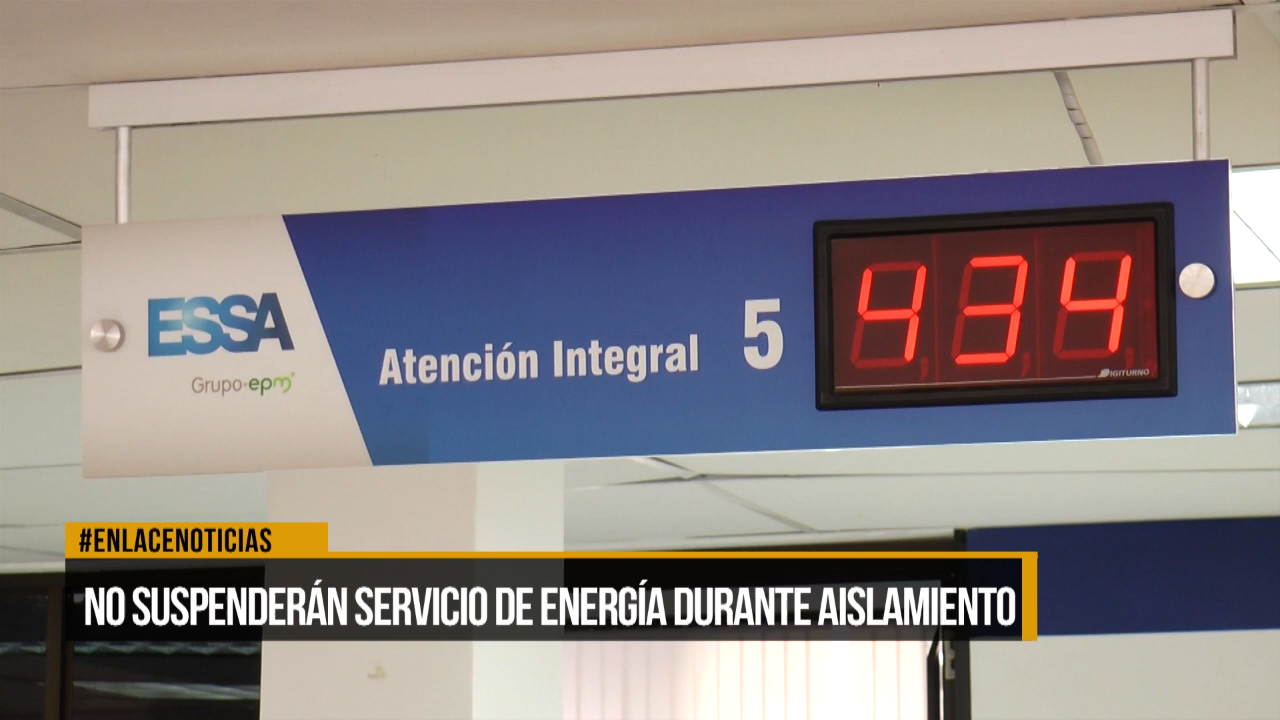 ESSA
Grupo·epm®
Atención Integral 5
434
DIGITURNO
#ENLACENOTICIAS
NO SUSPENDERÁN SERVICIO DE ENERGÍA DURANTE AISLAMIENTO